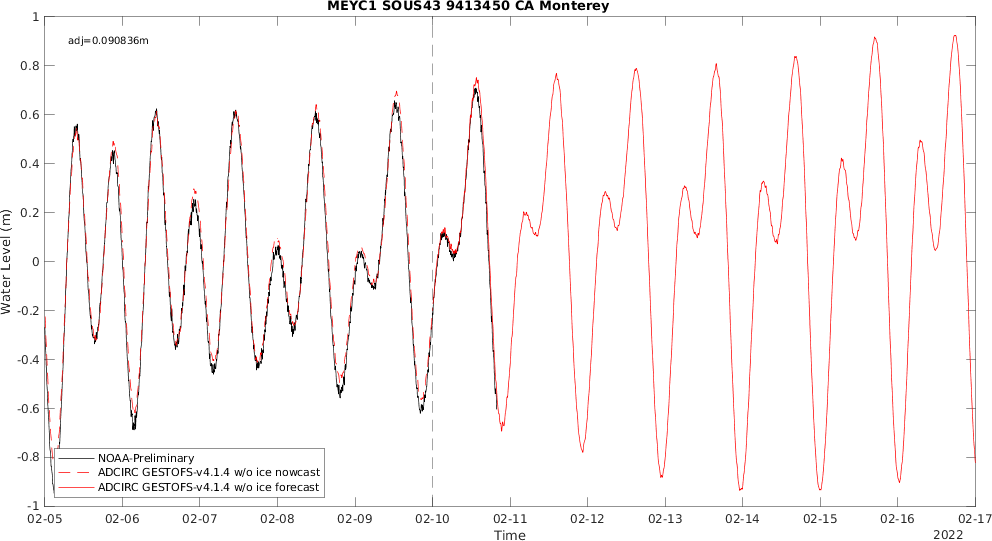 MEYC1 SOUS43 9413450 CA Monterey
adj=0.090836m
1
0.8
0.6
0.4
0.2
0
-0.2
-0.4
-0.6
-0.8
-1
Water Level (m)
NOAA-Preliminary
ADCIRC GESTOFS-v4.1.4 w/o ice nowcast
ADCIRC GESTOFS-v4.1.4 w/o ice forecast
02-05 02-06 02-07 02-08 02-09 02-10 02-11 02-12 02-13 02-14 02-15 02-16 02-17
Time
2022